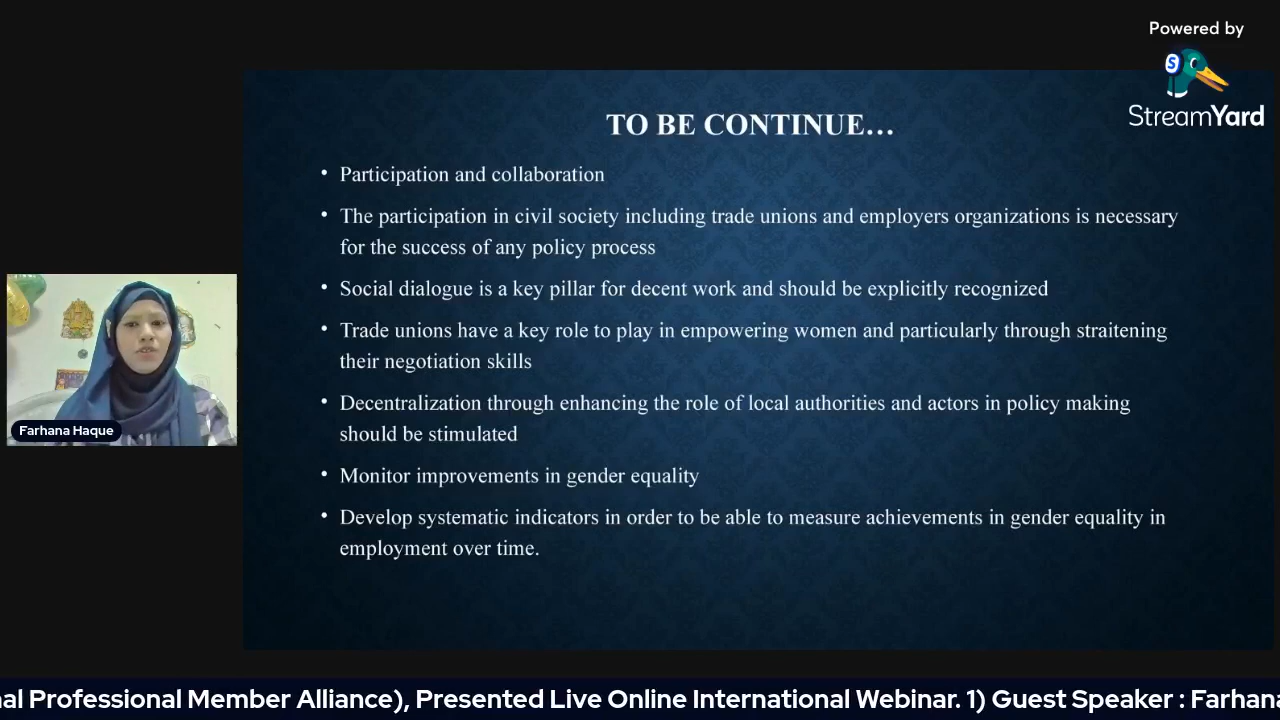 Powered by
S
StreamYard
TO BE CONTINUE...
• Participation and collaboration
• The participation in civil society including trade unions and employers organizations is necessary
for the success of any policy process
• Social dialogue is a key pillar for decent work and should be explicitly recognized
• Trade unions have a key role to play in empowering women and particularly through straitening
their negotiation skills
• Decentralization through enhancing the role of local authorities and actors in policy making
should be stimulated
• Monitor improvements in gender equality
• Develop systematic indicators in order to be able to measure achievements in gender equality in
employment over time.
Farhana Haque
al Professional Member Alliance), Presented Live Online International Webinar. 1) Guest Speaker : Farhana